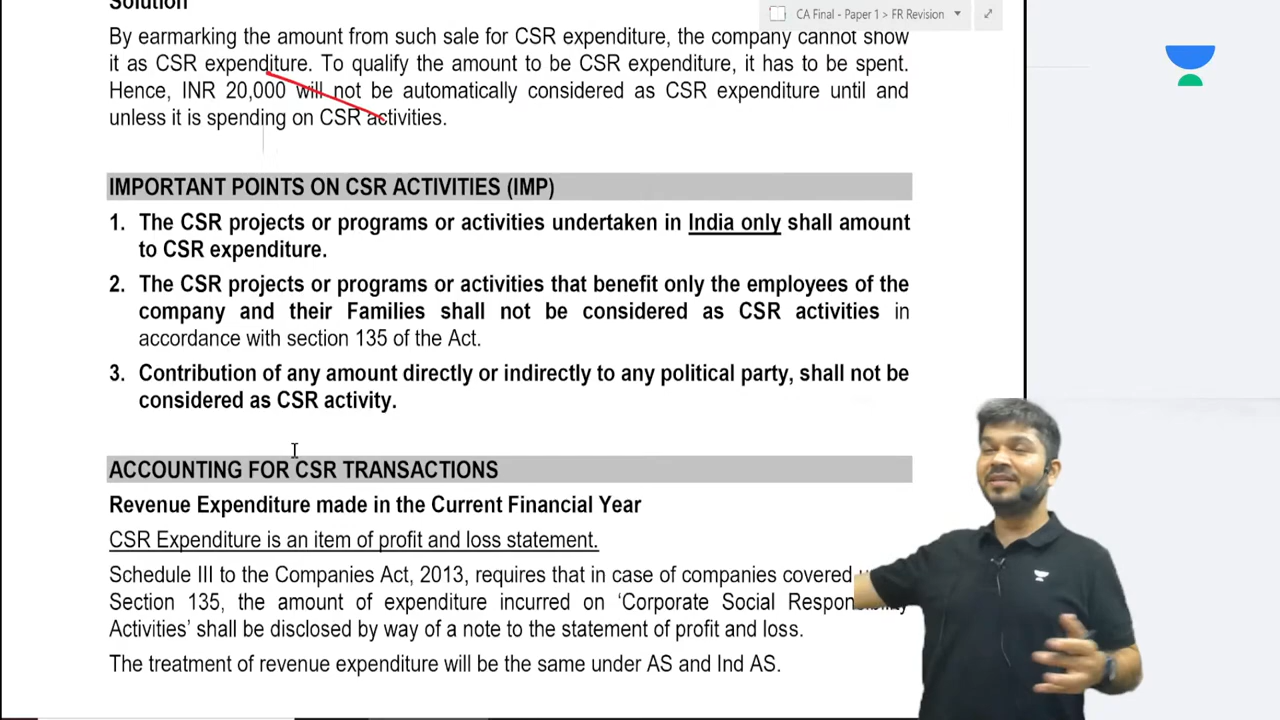 Solution
CA Final - Paper 1 > FR Revision
By earmarking the amount from such sale for CSR expenditure, the company cannot show
it as CSR expenditure. To qualify the amount to be CSR expenditure, it has to be spent.
Hence, INR 20,000 will not be automatically considered as CSR expenditure until and
unless it is spending on CSR activities.
IMPORTANT POINTS ON CSR ACTIVITIES (IMP)
1. The CSR projects or programs or activities undertaken in India only shall amount
to CSR expenditure.
2. The CSR projects or programs or activities that benefit only the employees of the
company and their Families shall not be considered as CSR activities in
accordance with section 135 of the Act.
3. Contribution of any amount directly or indirectly to any political party, shall not be
considered as CSR activity.
ACCOUNTING FOR CSR TRANSACTIONS
Revenue Expenditure made in the Current Financial Year
CSR Expenditure is an item of profit and loss statement.
Schedule III to the Companies Act, 2013, requires that in case of companies covered
Section 135, the amount of expenditure incurred on ‘Corporate Social Responsibility
Activities’ shall be disclosed by way of a note to the statement of profit and loss.
The treatment of revenue expenditure will be the same under AS and Ind AS.